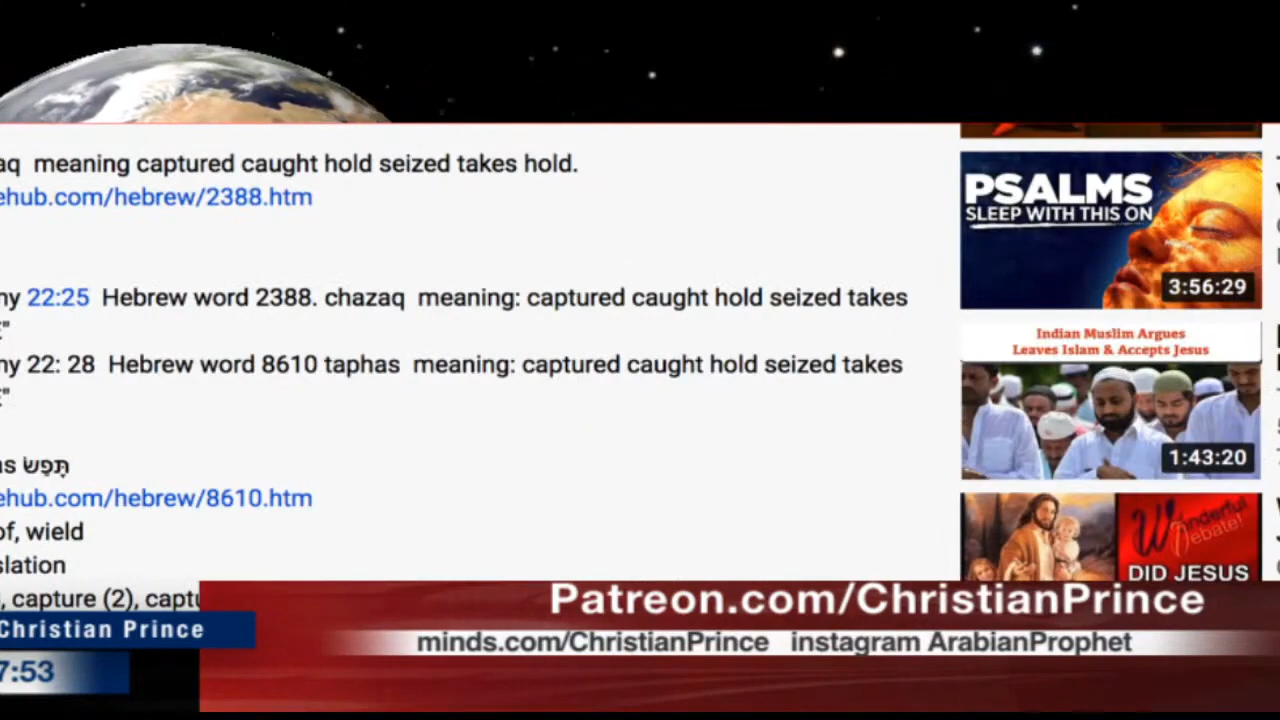 aq meaning captured caught hold seized takes hold.
ehub.com/hebrew/2388.htm
ny 22:25 Hebrew word 2388. chazaq meaning: captured caught hold seized takes
E"
ny 22: 28 Hebrew word 8610 taphas meaning: captured caught hold seized takes
E"
as תָּפַשׂ
ehub.com/hebrew/8610.htm
of, wield
slation
, capture (2), captu
PSALMS
SLEEP WITH THIS ON
3:56:29
Indian Muslim Argues
Leaves Islam & Accepts Jesus
1:43:20
Wonderful
Debate!
DID JESUS
Christian Prince
7:53
Patreon.com/ChristianPrince
minds.com/ChristianPrince instagram ArabianProphet